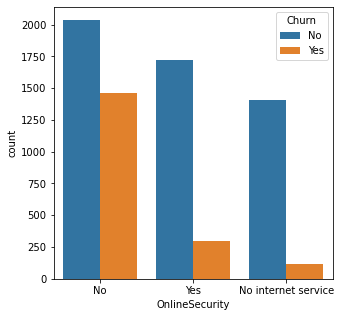 2000
1750
1500
1250
1000
750
500
250
0
count
Churn
No
Yes
No
Yes
No internet service
OnlineSecurity